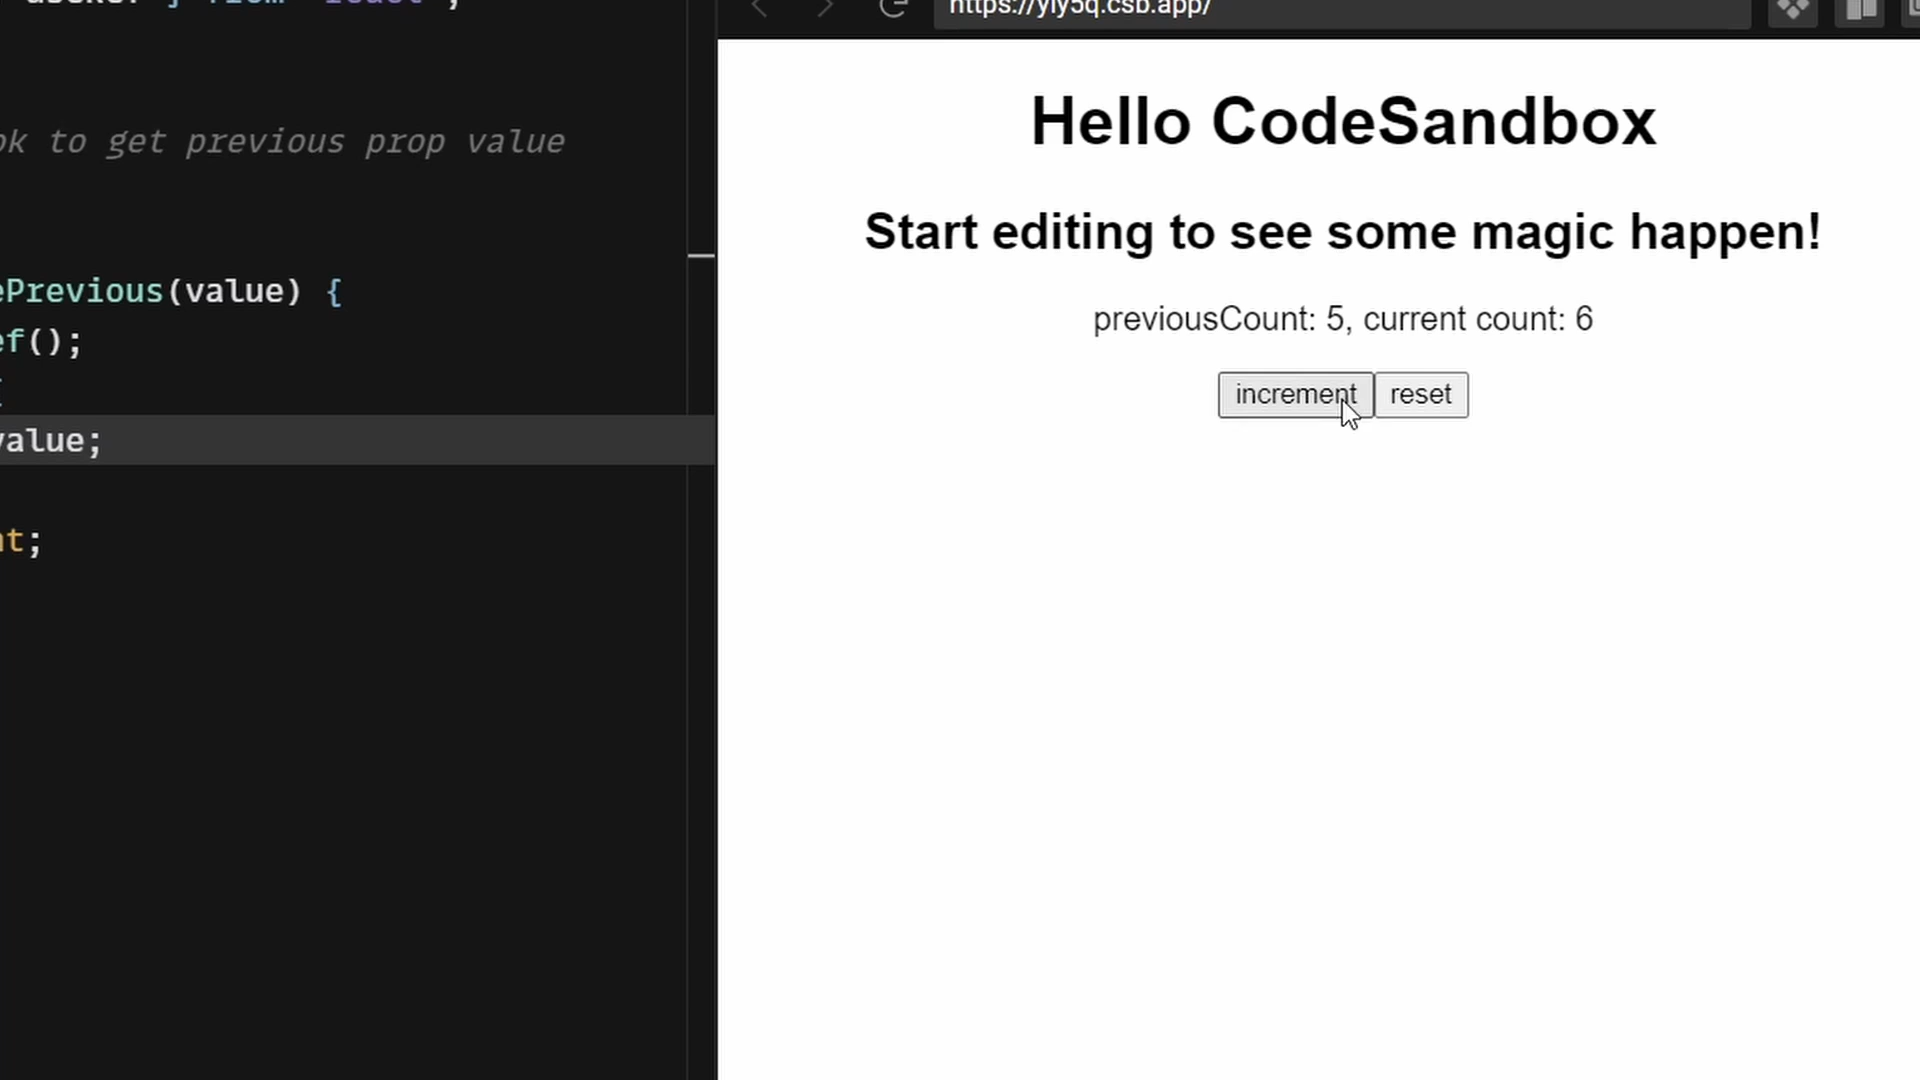 ok to get previous prop value
ePrevious(value) {
ef();
value;
nt;
https://yly5q.csb.app/
Hello CodeSandbox
Start editing to see some magic happen!
previousCount: 5, current count: 6
increment reset